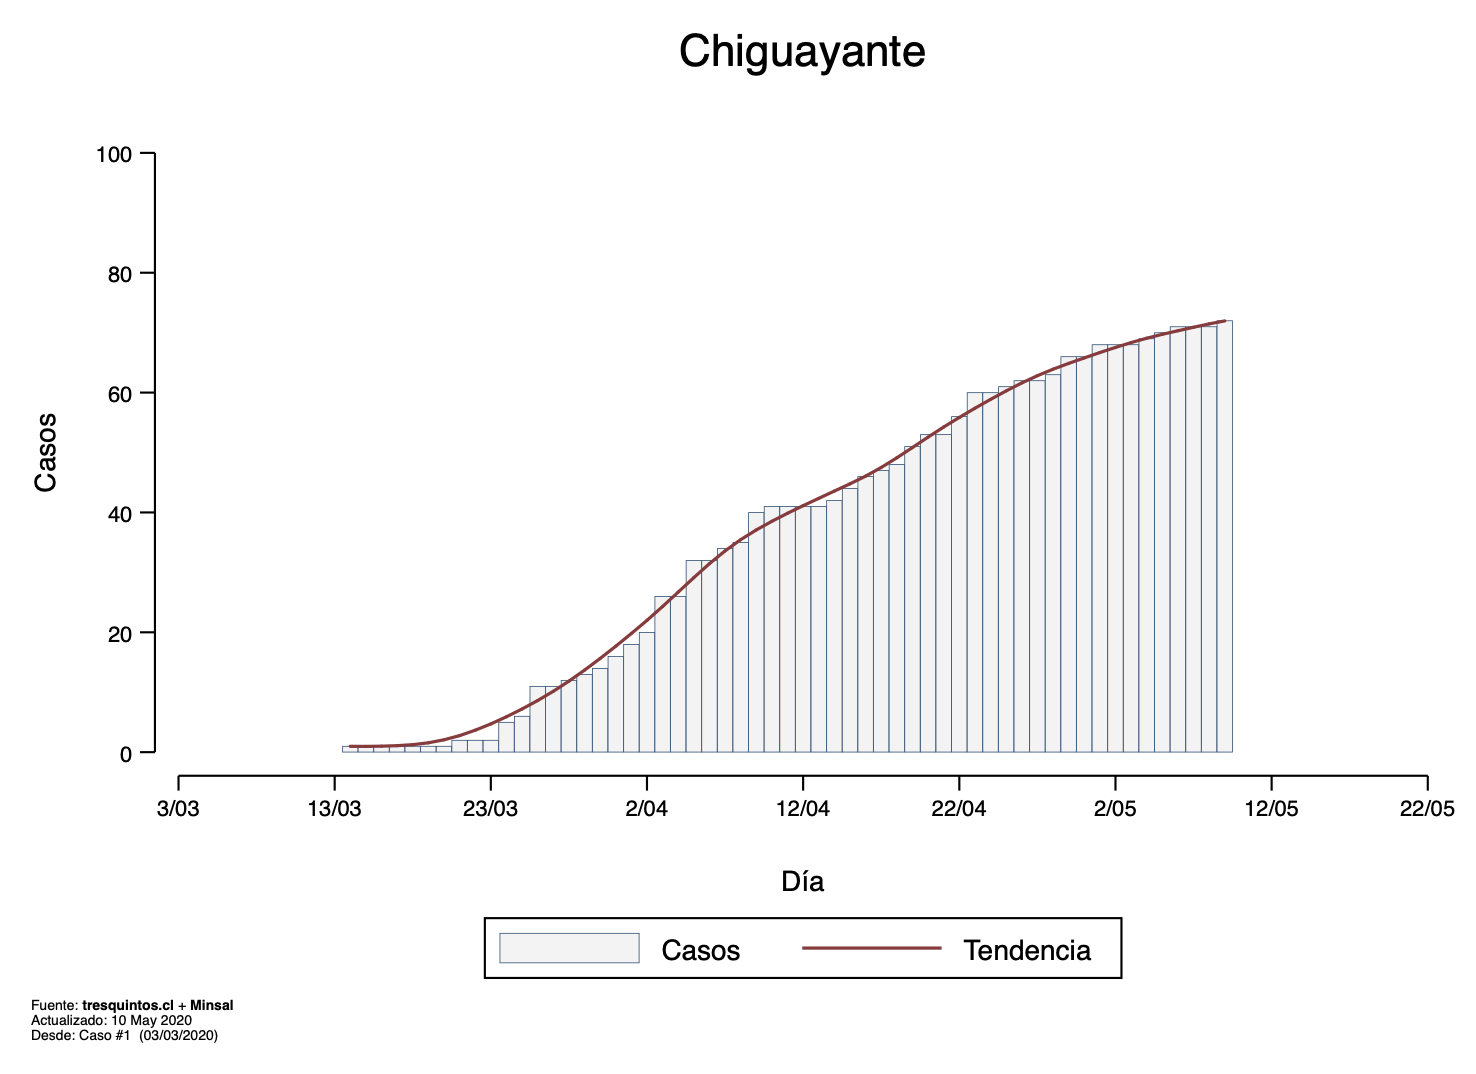 Chiguayante
100
80
60
40
20
0
Casos
3/03 13/03 23/03 2/04 12/04 22/04 2/05 12/05 22/05
Día
Casos Tendencia
Fuente: tresquintos.cl + Minsal
Actualizado: 10 May 2020
Desde: Caso #1 (03/03/2020)